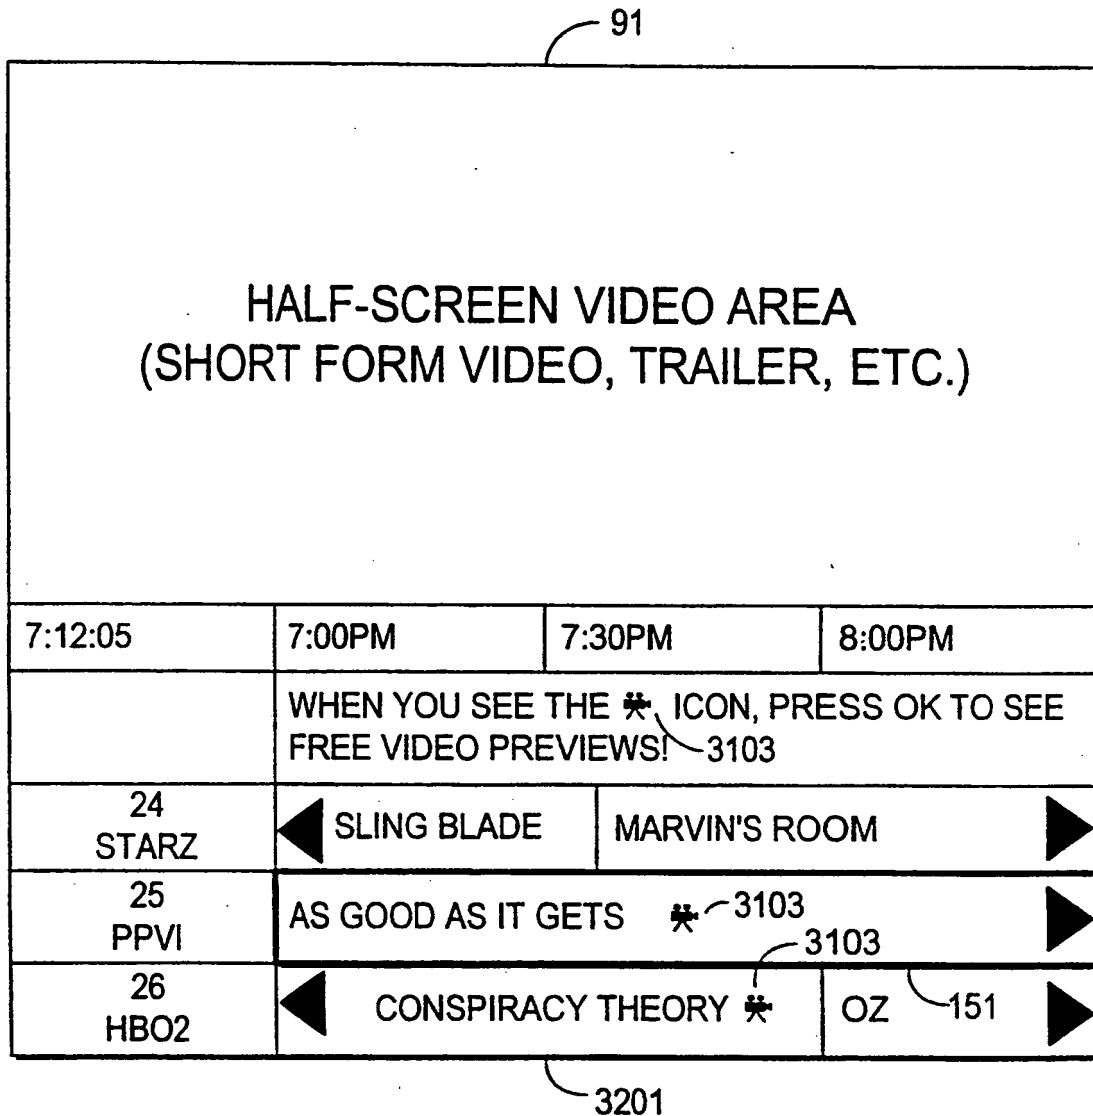 91
HALF-SCREEN VIDEO AREA
(SHORT FORM VIDEO, TRAILER, ETC.)
7:12:05 7:00PM 7:30PM 8:00PM
WHEN YOU SEE THE ICON, PRESS OK TO SEE
FREE VIDEO PREVIEWS! 3103
24
STARZ
SLING BLADE MARVIN'S ROOM
25
PPVI
AS GOOD AS IT GETS 3103
3103
26
HBO2
CONSPIRACY THEORY OZ 151
3201